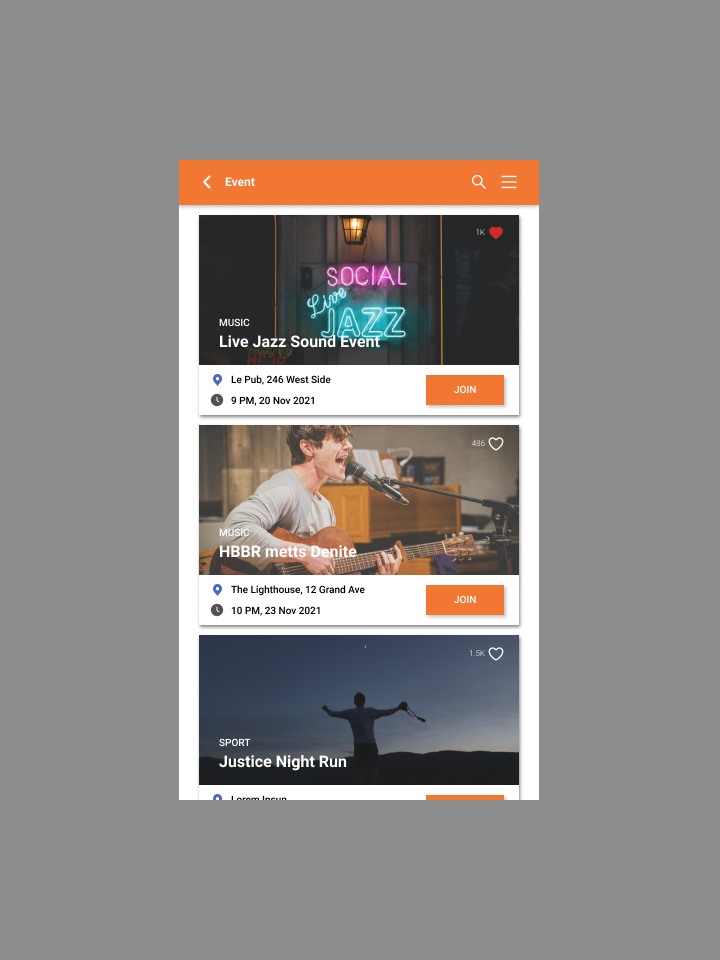 Event
1K
SOCIAL
Live
JAZZ
MUSIC
Live Jazz Sound Event
Le Pub, 246 West Side
9 PM, 20 Nov 2021
JOIN
486
MUSIC
HBBR metts Denite
The Lighthouse, 12 Grand Ave
10 PM, 23 Nov 2021
JOIN
1.5K
SPORT
Justice Night Run
Lorem Insun